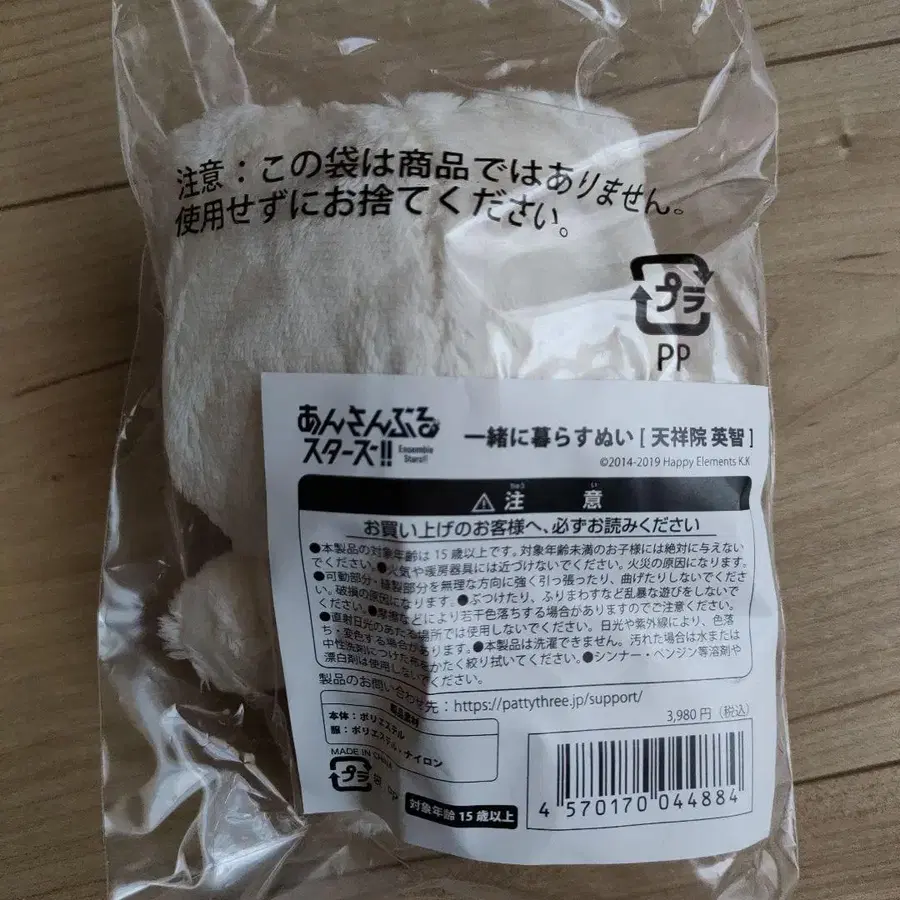 注意：この袋は商品ではありません。
使用せずにお捨てください。
プラ
PP
あんさんぶる
スターズ!!
Ensemble
Stars!!
一緒に暮らすぬい [ 天祥院 英智 ]
©2014-2019 Happy Elements K.K
ちゅう い
⚠注 意
お買い上げのお客様へ、必ずお読みください
●本製品の対象年齢は15歳以上です。対象年齢未満のお子様には絶対に与えない
でください。●火気や暖房器具には近づけないでください。火災の原因になります。
●可動部分・縫製部分を無理な方向に強く引っ張ったり、曲げたりしないでくださ
い。破損の原因になります。●ぶつけたり、ふりまわすなど乱暴な遊びをしないで
ください。●摩擦などにより若干色落ちする場合がありますのでご注意ください。
●直射日光のあたる場所では使用しないでください。日光や紫外線により、色落
ち・変色する場合があります。●本製品は洗濯できません。汚れた場合は水または
中性洗剤につけた布をかたく絞り拭いてください。●シンナー・ベンジン等溶剤や
漂白剤は使用しないでください。
製品のお問い合わせ先：https://pattythree.jp/support/
3,980円（税込）
製品素材
本体：ポリエステル
服：ポリエステル・ナイロン
MADE IN CHINA
プラ 袋 PP
対象年齢15歳以上
4 570170 044884